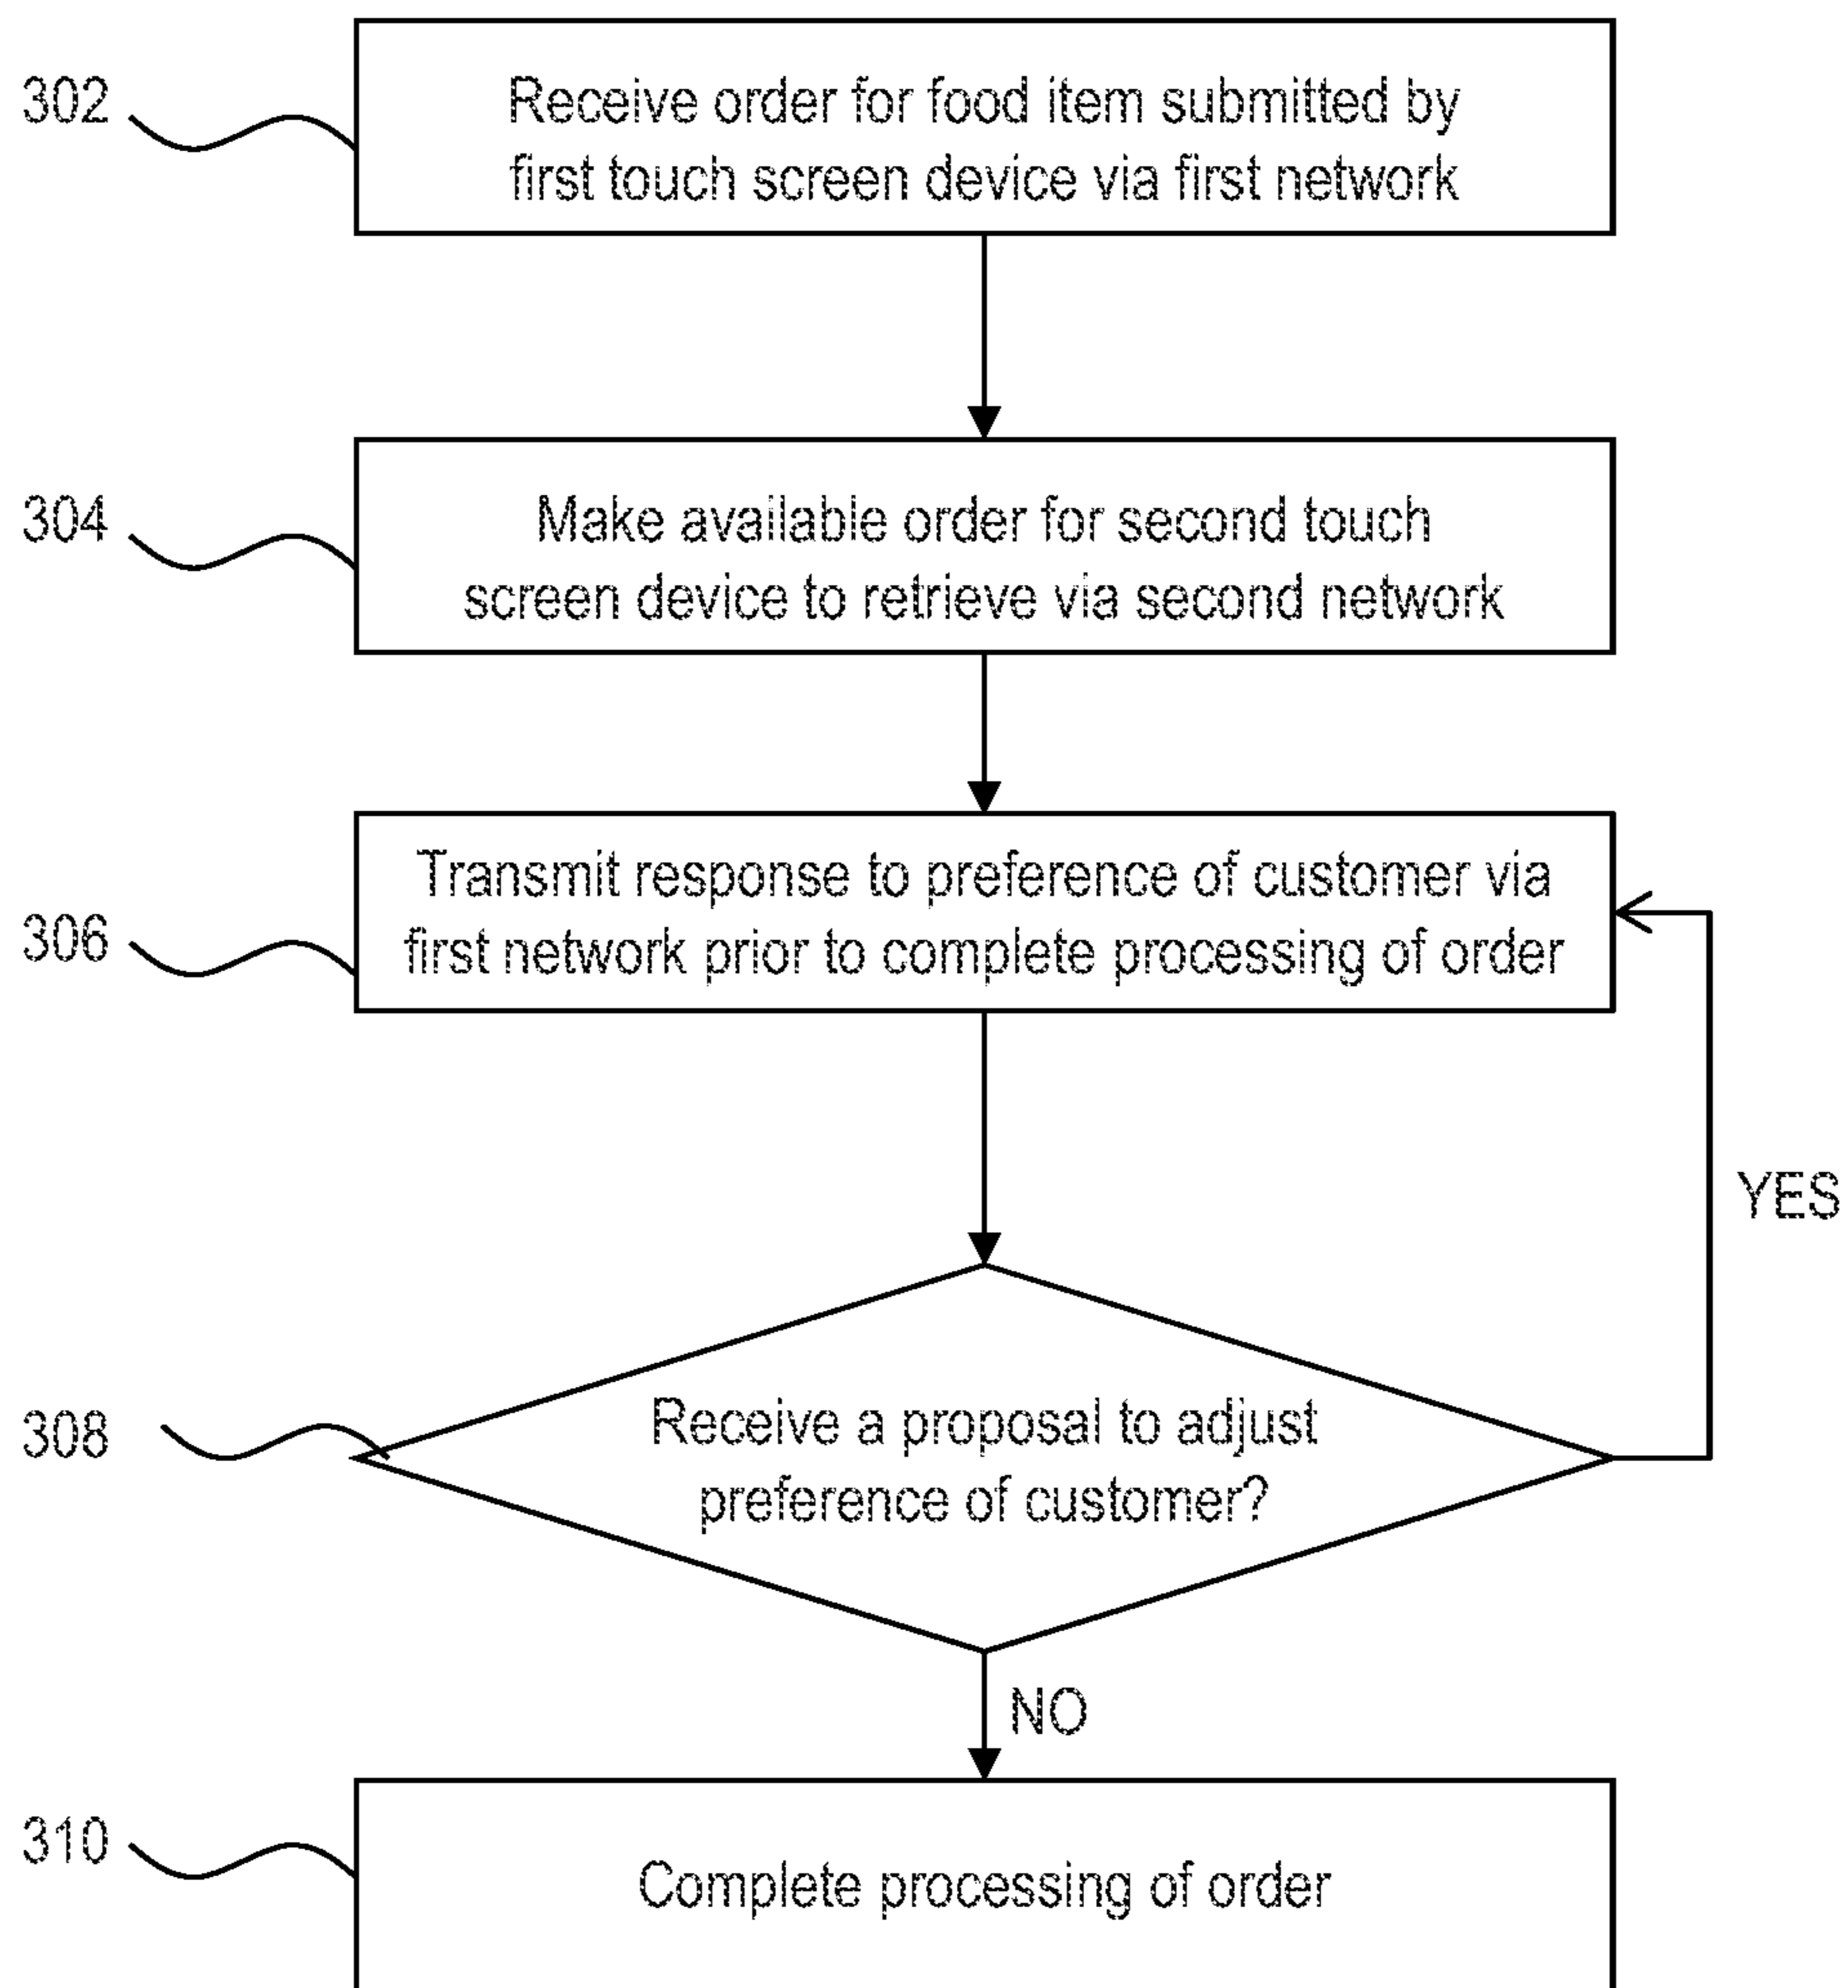 302
Receive order for food item submitted by
first touch screen device via first network
304
Make available order for second touch
screen device to retrieve via second network
306
Transmit response to preference of customer via
first network prior to complete processing of order
YES
308
Receive a proposal to adjust
preference of customer?
NO
310
Complete processing of order